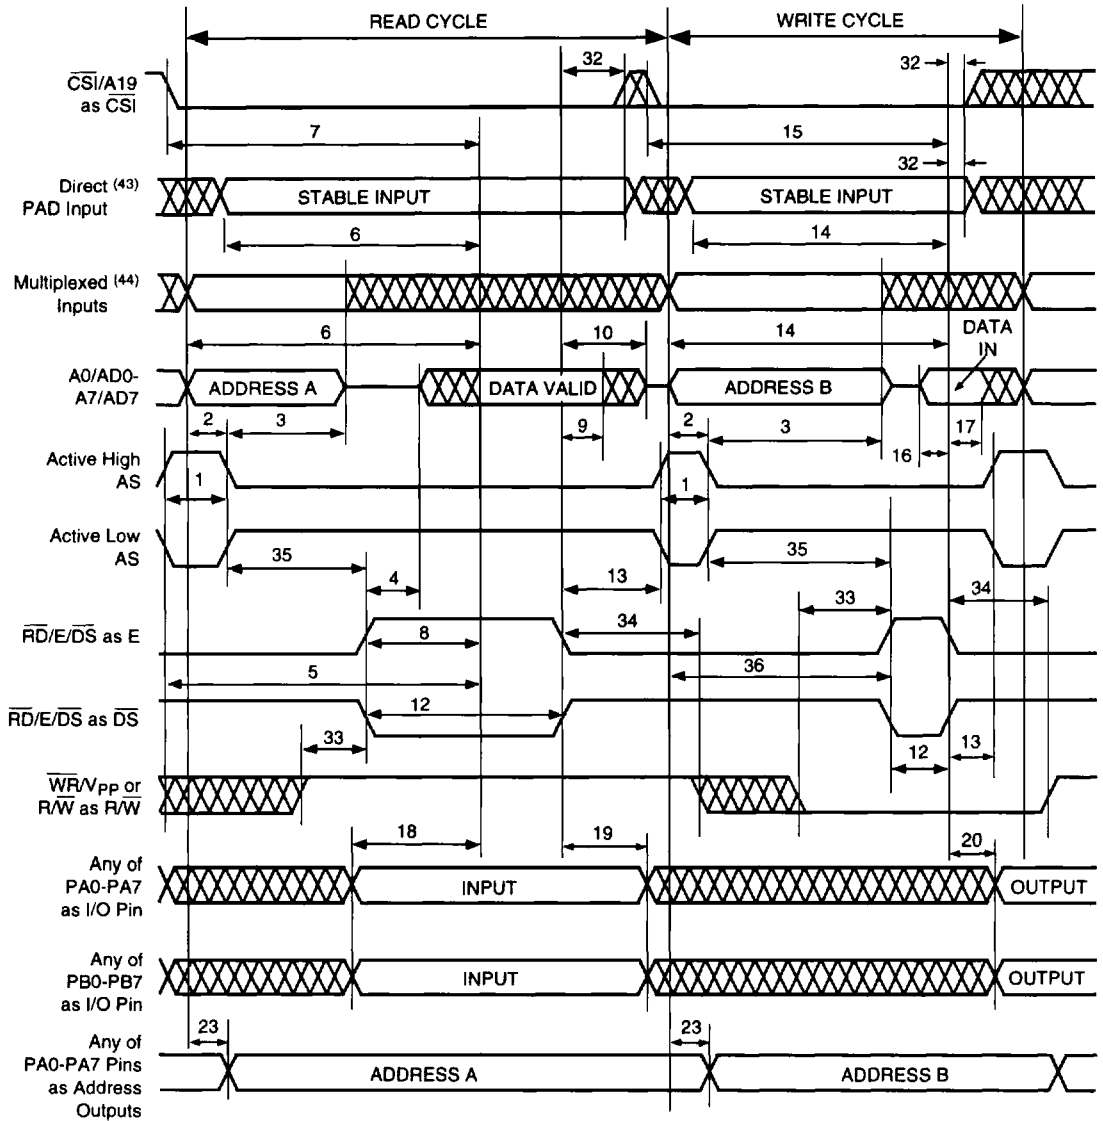 READ CYCLE
WRITE CYCLE
32
32
CSI/A19
as CSI
7
15
32
Direct (43)
PAD Input
STABLE INPUT
STABLE INPUT
6
14
Multiplexed (44)
Inputs
6
10
14
DATA
IN
A0/AD0-
A7/AD7
ADDRESS A
DATA VALID
ADDRESS B
2
3
9
2
3
16
17
Active High
AS
1
1
Active Low
AS
35
4
13
35
33
34
34
RD/E/DS as E
8
5
36
RD/E/DS as DS
12
33
12
13
WR/VPP or
R/W as R/W
18
19
20
Any of
PA0-PA7
as I/O Pin
INPUT
OUTPUT
Any of
PB0-PB7
as I/O Pin
INPUT
OUTPUT
23
23
Any of
PA0-PA7 Pins
as Address
Outputs
ADDRESS A
ADDRESS B